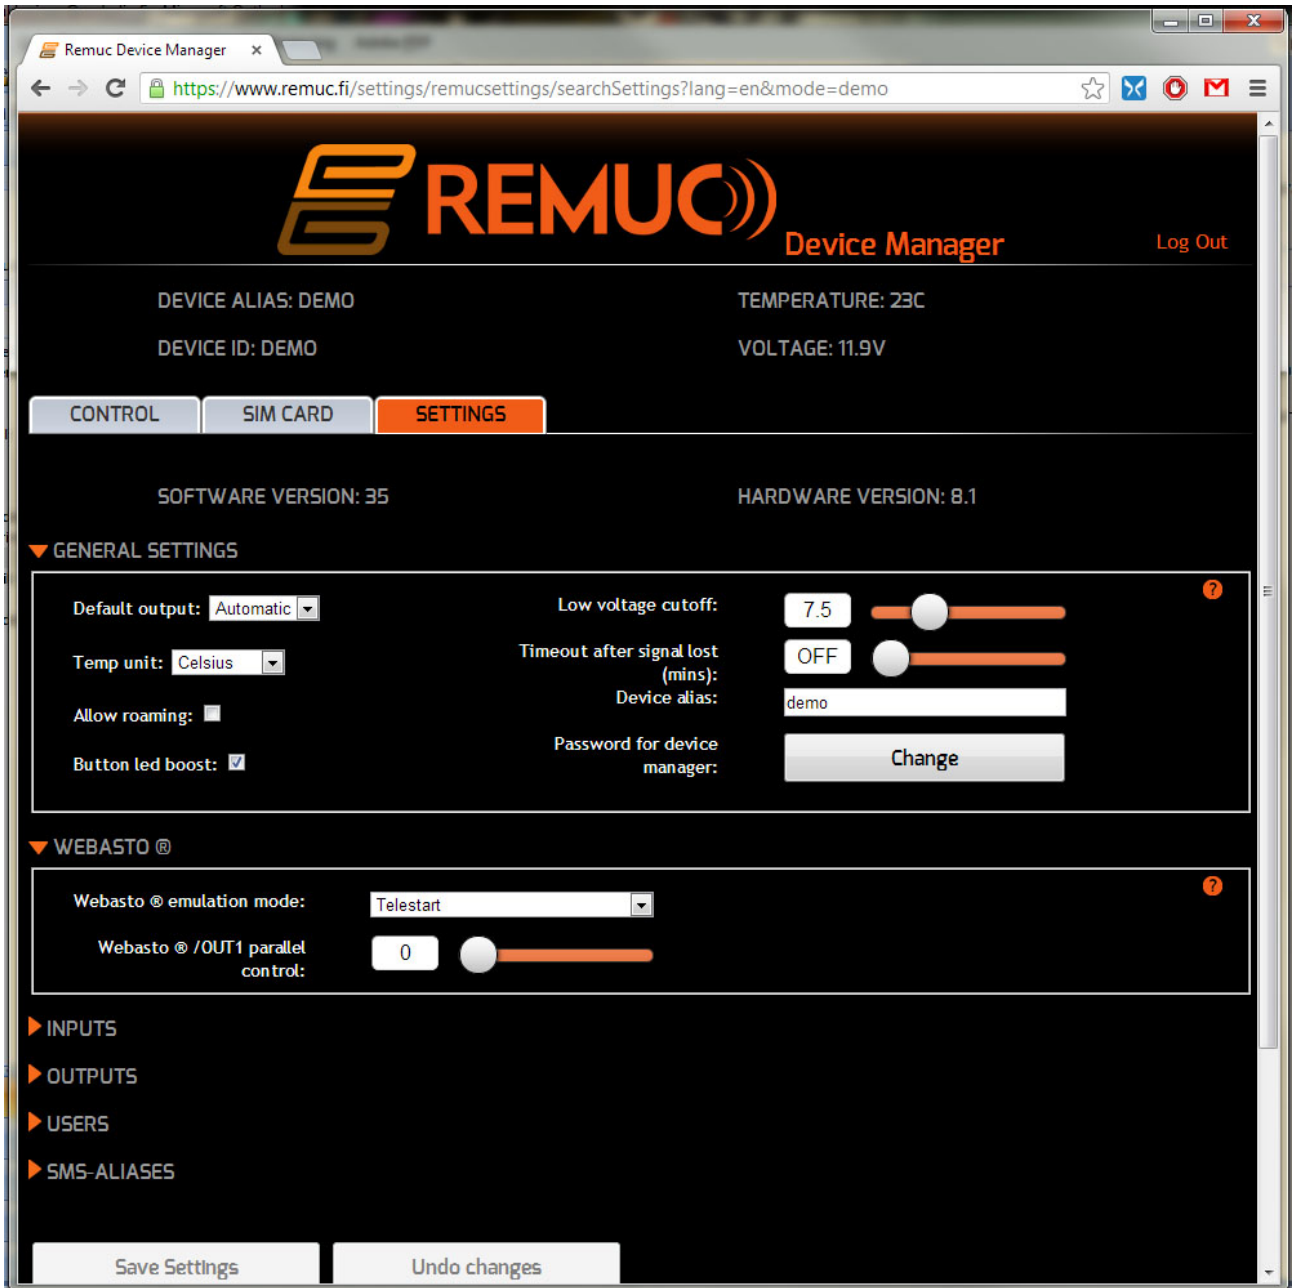 Remuc Device Manager
https://www.remuc.fi/settings/remucsettings/searchSettings?lang=en&mode=demo
REMUC
Device Manager
Log Out
DEVICE ALIAS: DEMO
TEMPERATURE: 23C
DEVICE ID: DEMO
VOLTAGE: 11.9V
CONTROL
SIM CARD
SETTINGS
SOFTWARE VERSION: 35
HARDWARE VERSION: 8.1
GENERAL SETTINGS
?
Default output: Automatic
Low voltage cutoff: 7.5
Temp unit: Celsius
Timeout after signal lost
(mins):
OFF
Allow roaming:
Device alias: demo
Button led boost:
Password for device
manager:
Change
WEBASTO ®
?
Webasto ® emulation mode: Telestart
Webasto ® /OUT1 parallel
control:
0
INPUTS
OUTPUTS
USERS
SMS-ALIASES
Save Settings
Undo changes